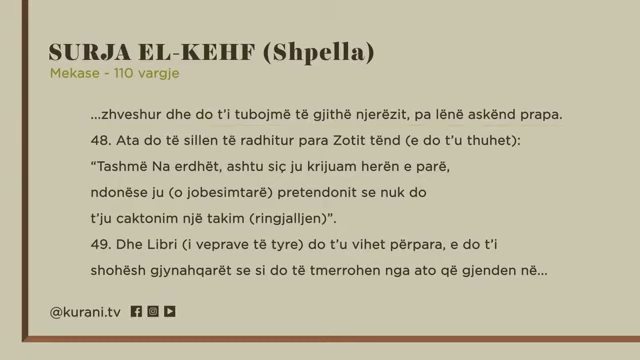 SURJA EL-KEHF (Shpella)
Mekase - 110 vargje
...zhveshur dhe do t’i tubojmë të gjithë njerëzit, pa lënë askënd prapa.
48. Ata do të sillen të radhitur para Zotit tënd (e do t’u thuhet):
“Tashmë Na erdhët, ashtu siç ju krijuam herën e parë,
ndonëse ju (o jobesimtarë) pretendonit se nuk do
t’ju caktonim një takim (ringjalljen)”.
49. Dhe Libri (i veprave të tyre) do t’u vihet përpara, e do t’i
shohësh gjynahqarët se si do të tmerrohen nga ato që gjenden në...
@kurani.tv